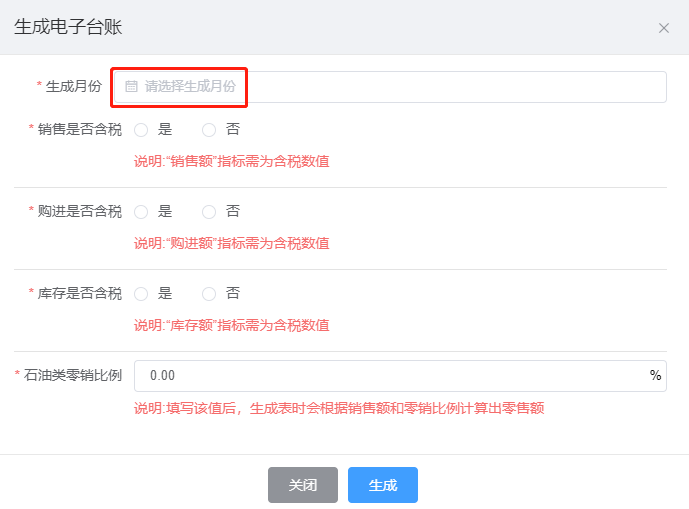 生成电子台账
* 生成月份 请选择生成月份
* 销售是否含税 是 否
说明:“销售额”指标需为含税数值
* 购进是否含税 是 否
说明:“购进额”指标需为含税数值
* 库存是否含税 是 否
说明:“库存额”指标需为含税数值
* 石油类零销比例 0.00 %
说明:填写该值后，生成表时会根据销售额和零销比例计算出零售额
关闭 生成